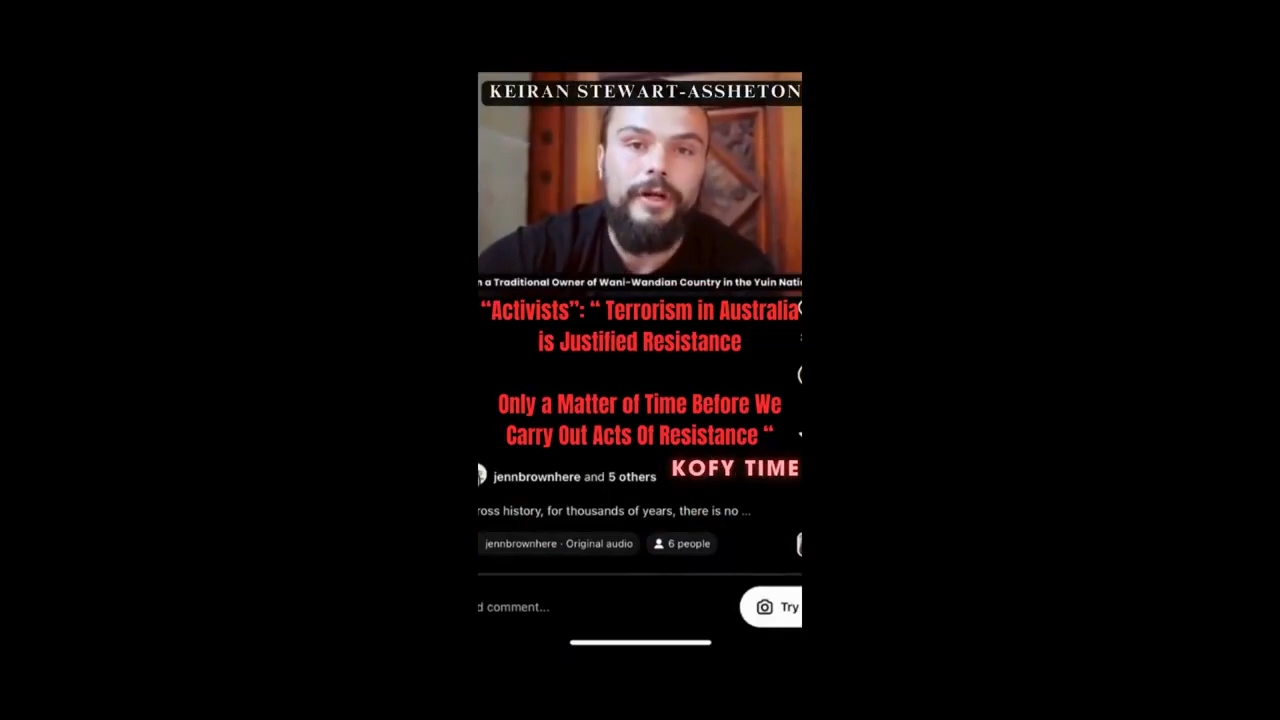 KEIRAN STEWART-ASSHETON
a Traditional Owner of Wani-Wandian Country in the Yuin
“Activists”: “ Terrorism in Australia
is Justified Resistance
Only a Matter of Time Before We
Carry Out Acts Of Resistance “
KOFY TIME
jennbrownhere and 5 others
ross history, for thousands of years, there is no ...
jennbrownhere · Original audio
6 people
d comment...
Try